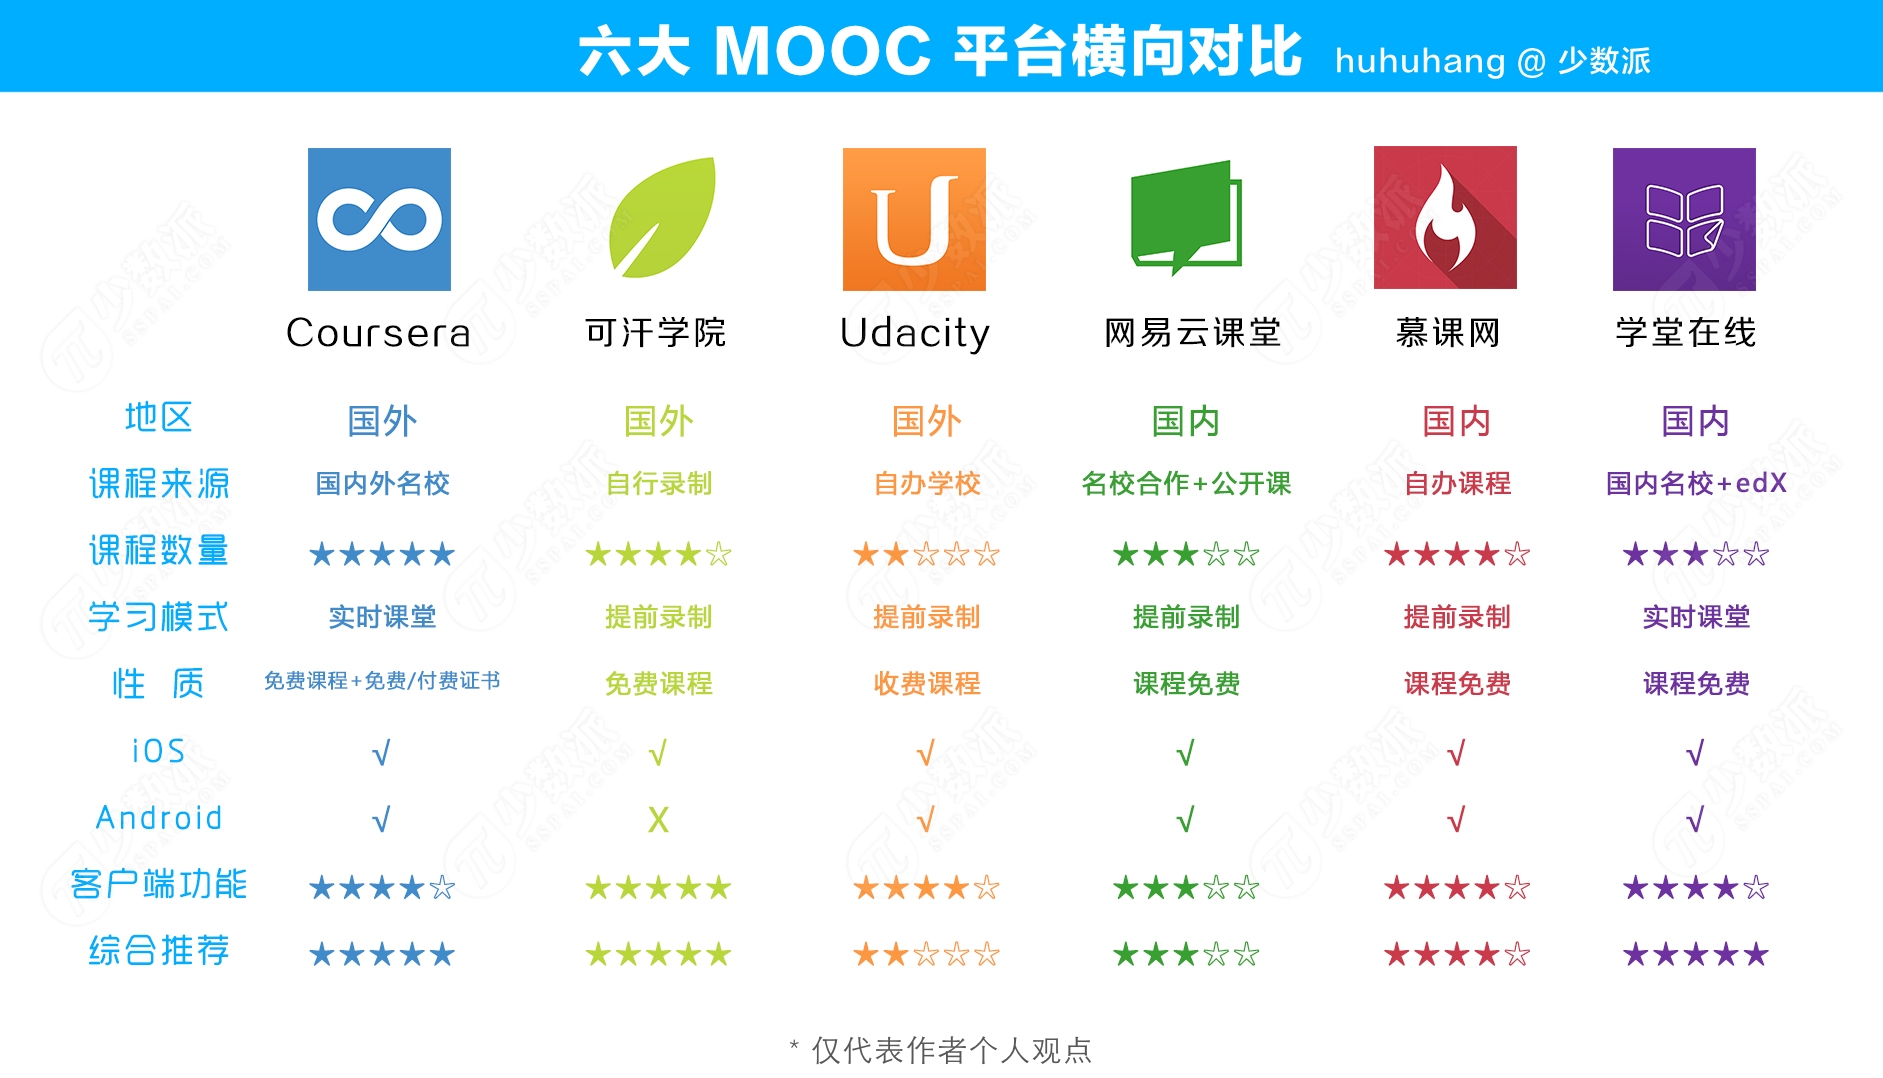 六大 MOOC 平台横向对比 huhuhang @ 少数派
Coursera 可汗学院 Udacity 网易云课堂 慕课网 学堂在线
地区 国外 国外 国外 国内 国内 国内
课程来源 国内外名校 自行录制 自办学校 名校合作+公开课 自办课程 国内名校+edX
课程数量 ★★★★★ ★★★★☆ ★★☆☆☆ ★★★☆☆ ★★★★☆ ★★★☆☆
学习模式 实时课堂 提前录制 提前录制 提前录制 提前录制 实时课堂
性 质 免费课程+免费/付费证书 免费课程 收费课程 课程免费 课程免费 课程免费
iOS √ √ √ √ √ √
Android √ X √ √ √ √
客户端功能 ★★★★☆ ★★★★★ ★★★★☆ ★★★☆☆ ★★★★☆ ★★★★☆
综合推荐 ★★★★★ ★★★★★ ★★☆☆☆ ★★★☆☆ ★★★★☆ ★★★★★
* 仅代表作者个人观点
少数派
SSPAI.COM